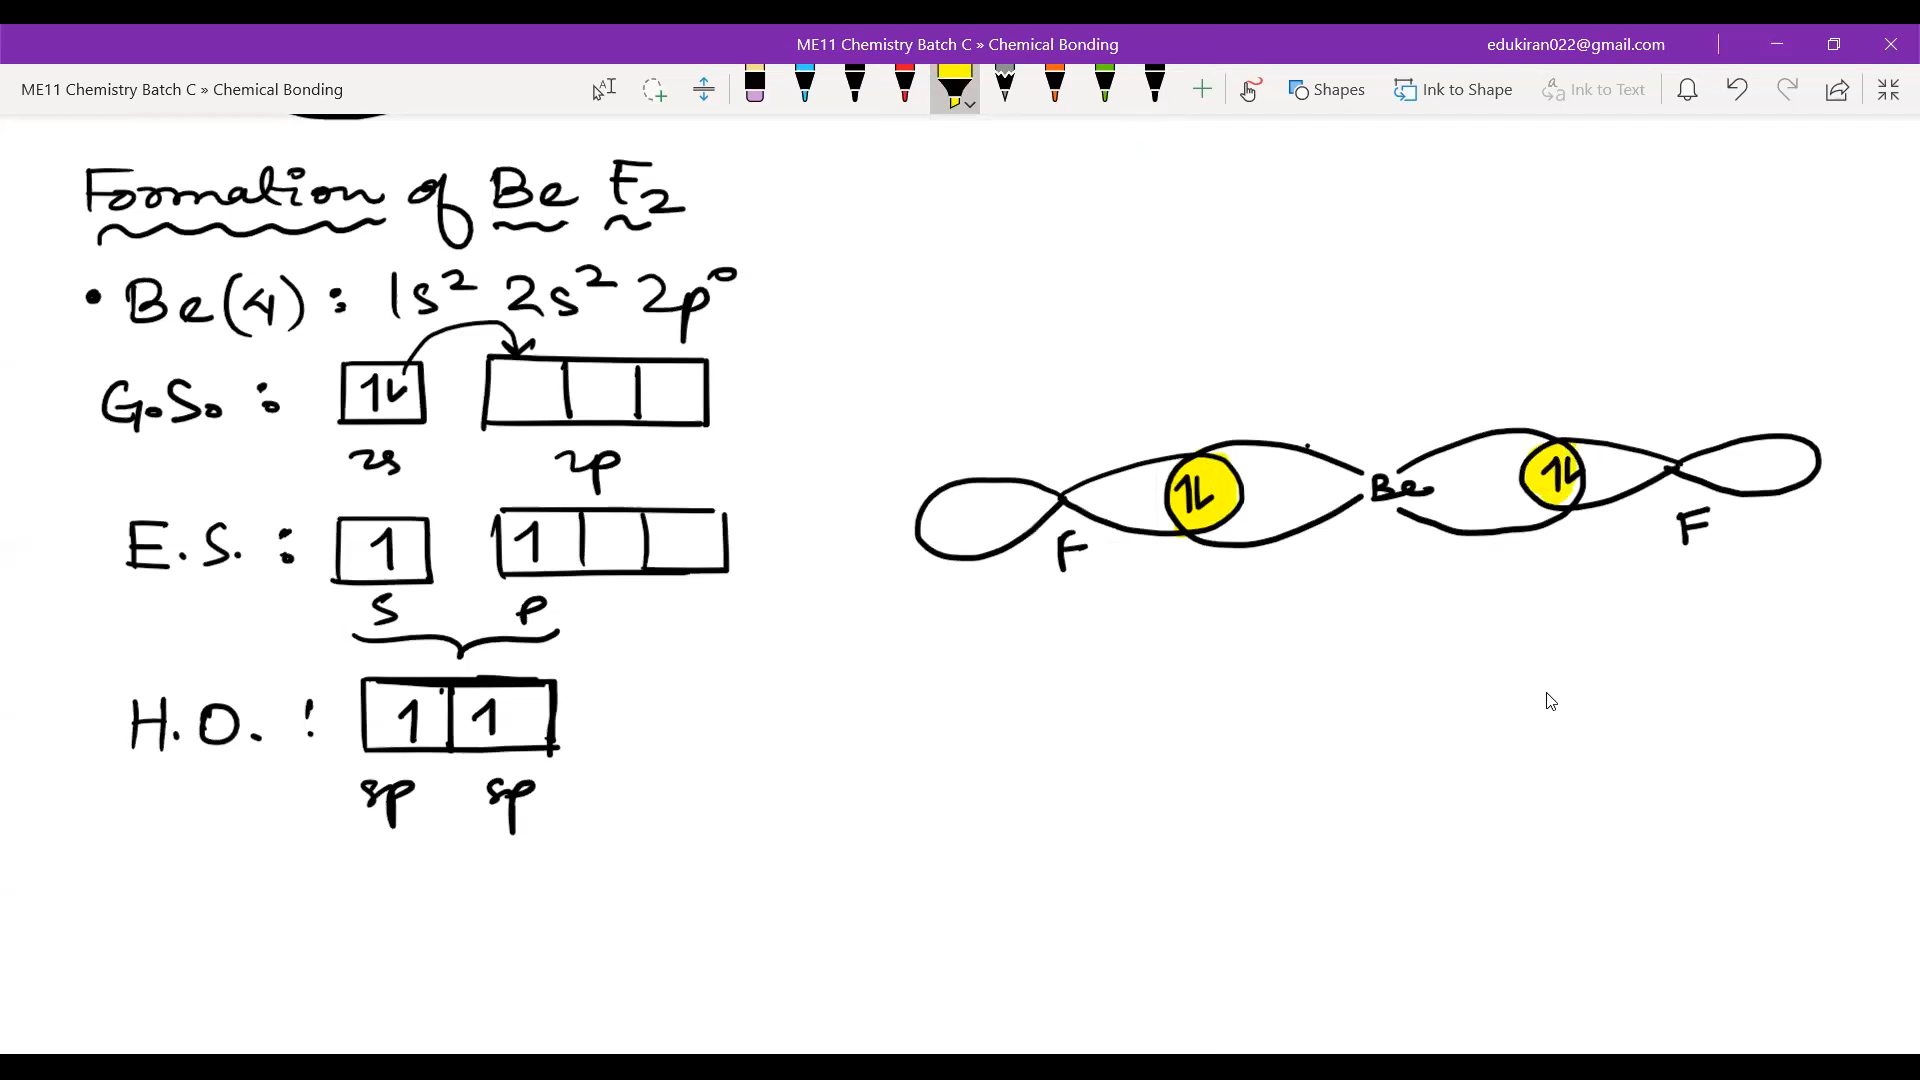 ME11 Chemistry Batch C » Chemical Bonding
edukiran022@gmail.com
ME11 Chemistry Batch C » Chemical Bonding
Shapes
Ink to Shape
Ink to Text
Formation of Be F₂
• Be(4) : 1s² 2s² 2p⁰
G.S. : 1⇂
2s 2p
E.S. : 1 1
s p
H.O. : 1 1
sp sp
1⇂ Be 1⇂
F F